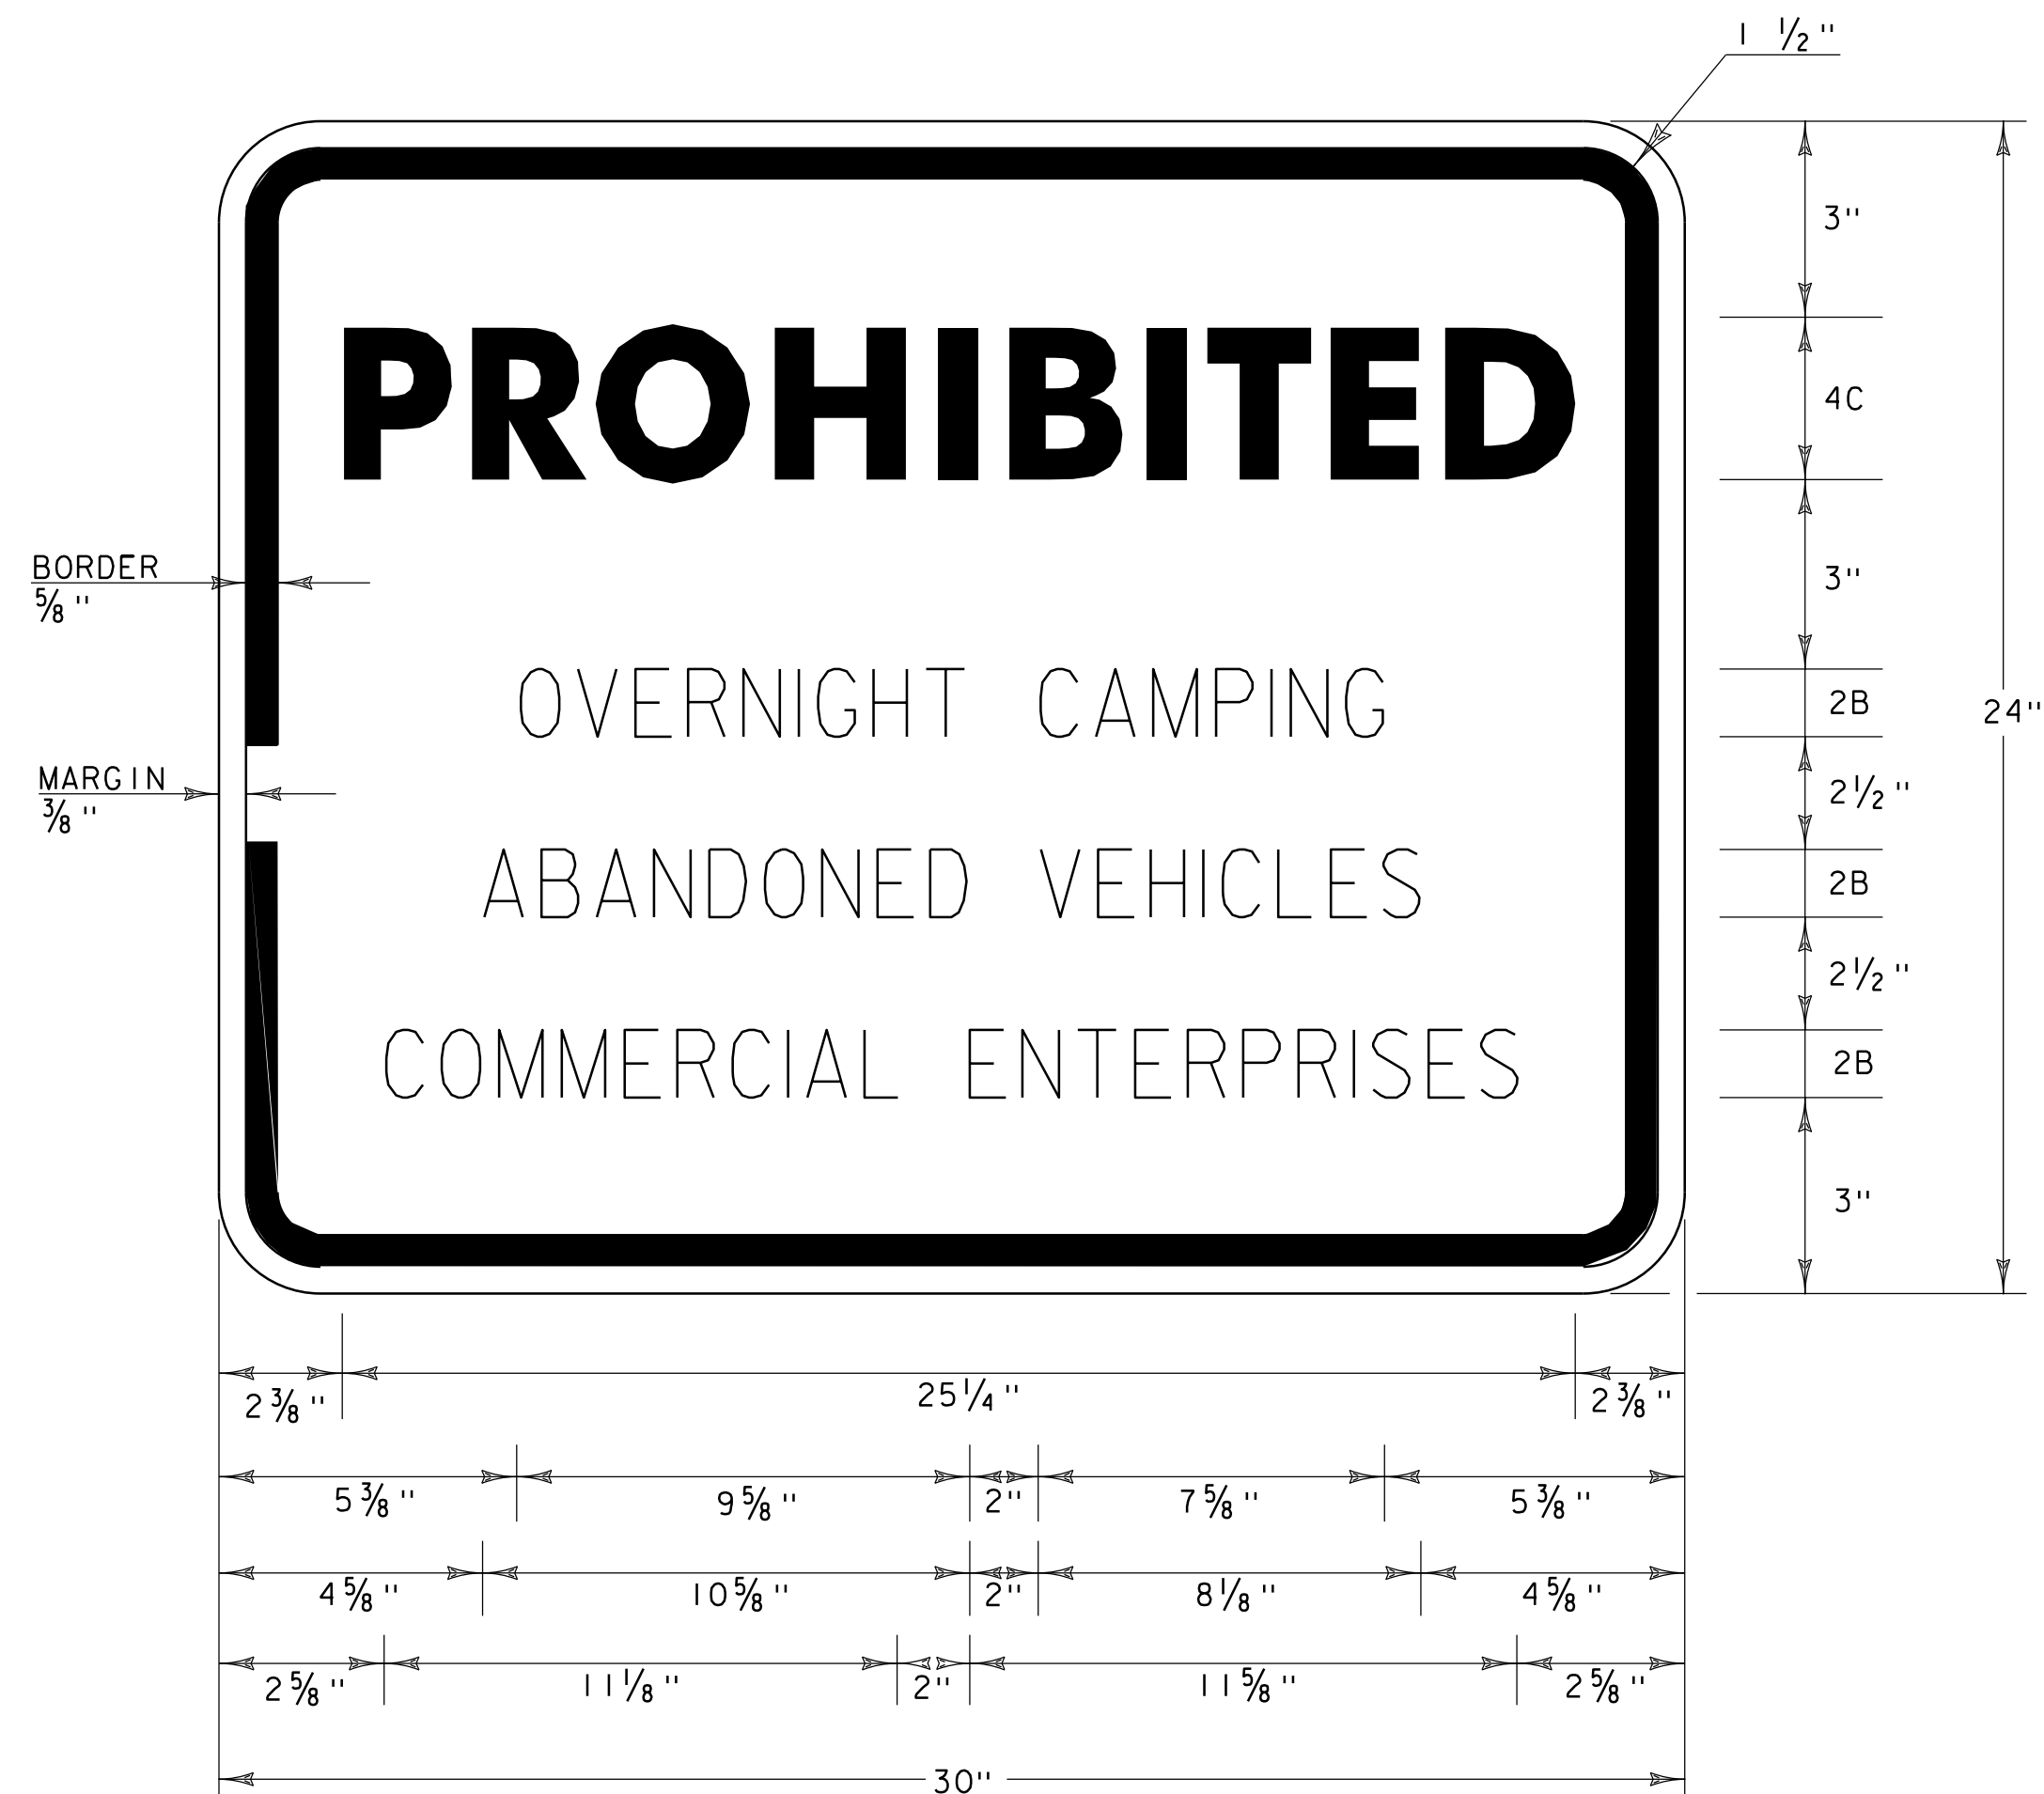 1 1/2"
3"
PROHIBITED
4C
BORDER
5/8"
3"
OVERNIGHT CAMPING
2B
24"
MARGIN
3/8"
2 1/2"
ABANDONED VEHICLES
2B
2 1/2"
COMMERCIAL ENTERPRISES
2B
3"
2 3/8" 25 1/4" 2 3/8"
5 3/8" 9 5/8" 2" 7 5/8" 5 3/8"
4 5/8" 10 5/8" 2" 8 1/8" 4 5/8"
2 5/8" 11 1/8" 2" 11 5/8" 2 5/8"
30"